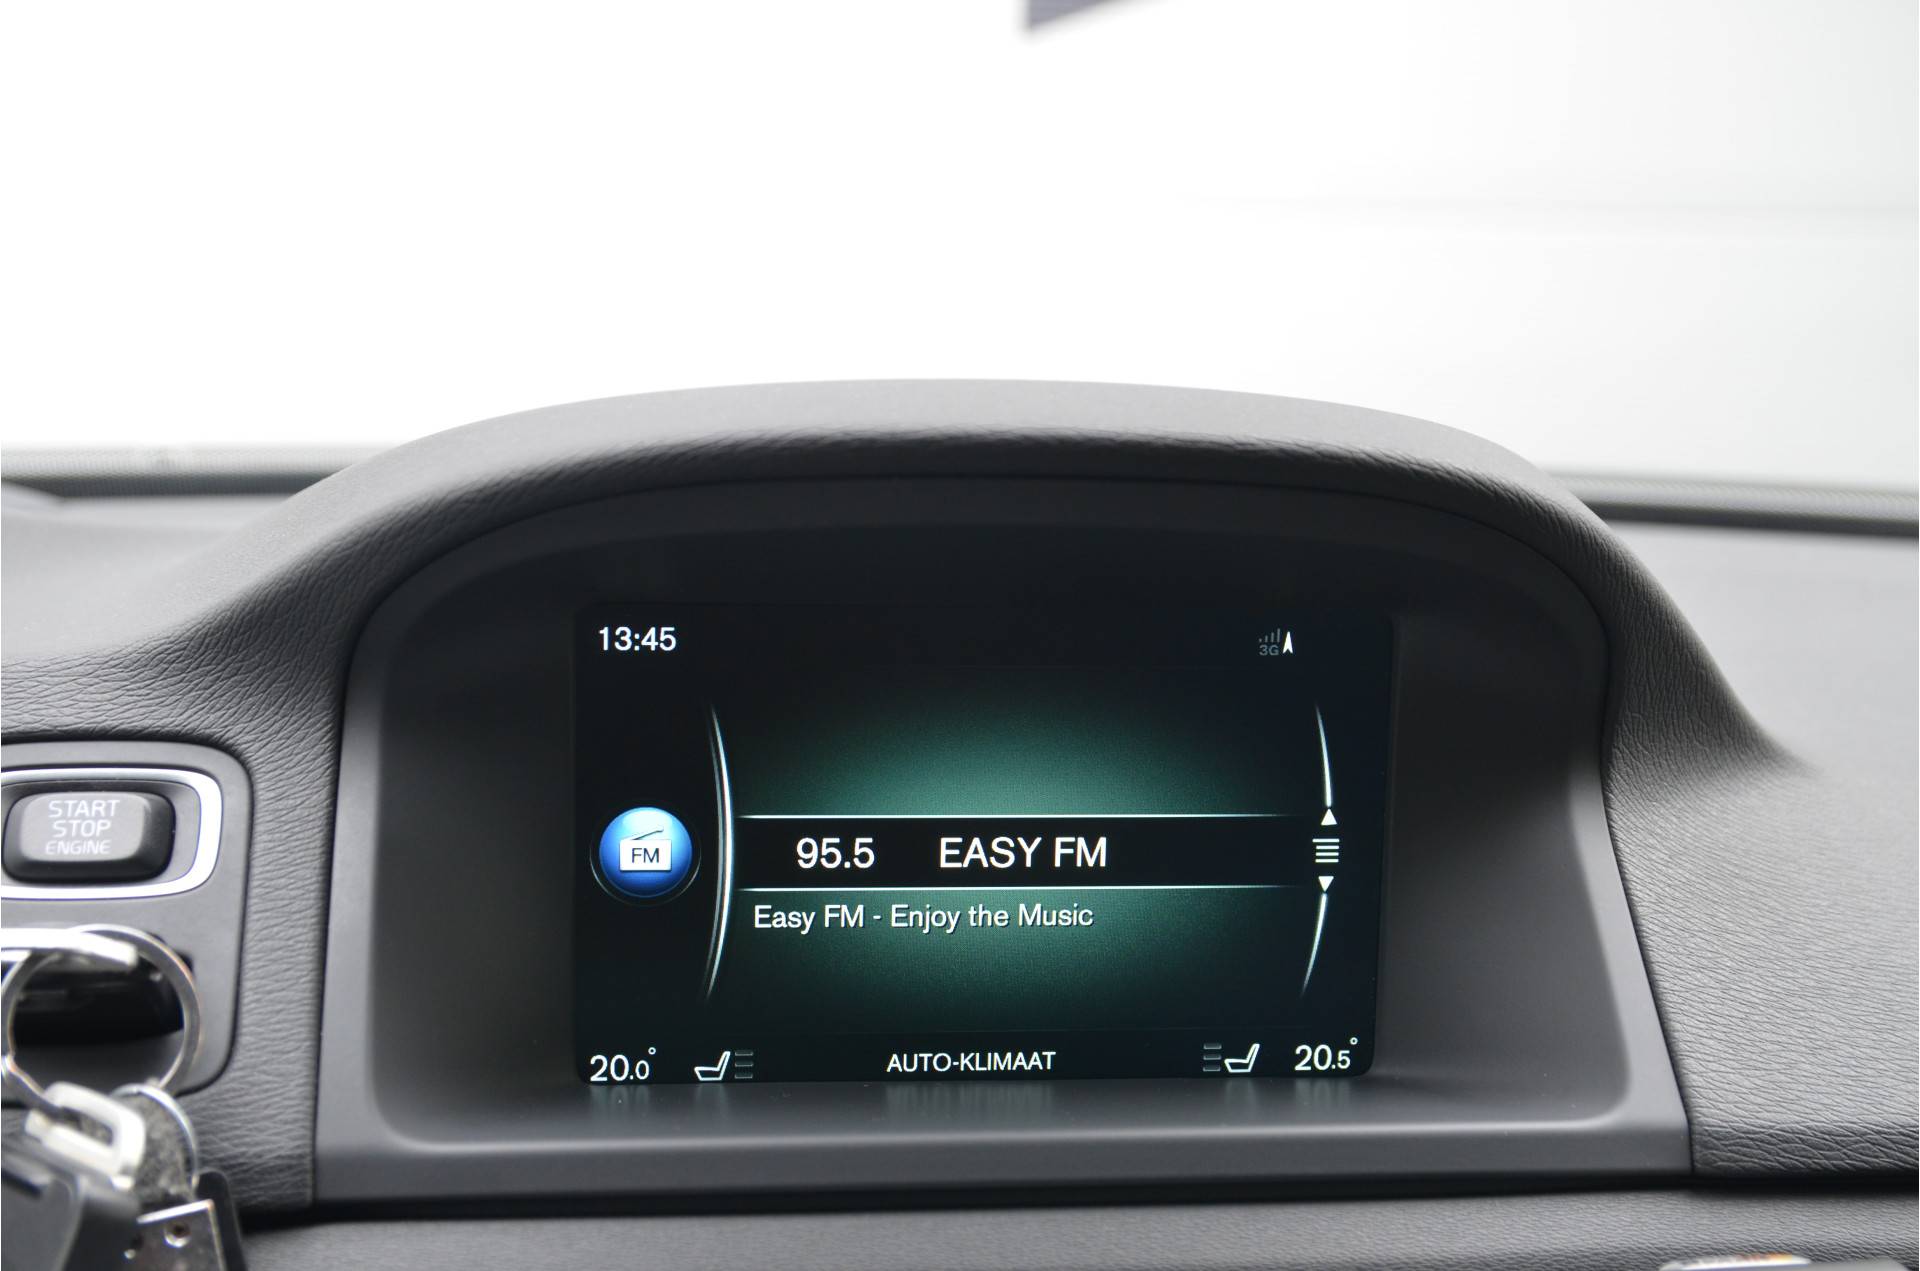 13:45
3G
START
STOP
ENGINE
FM
95.5 EASY FM
Easy FM - Enjoy the Music
20.0° AUTO-KLIMAAT 20.5°